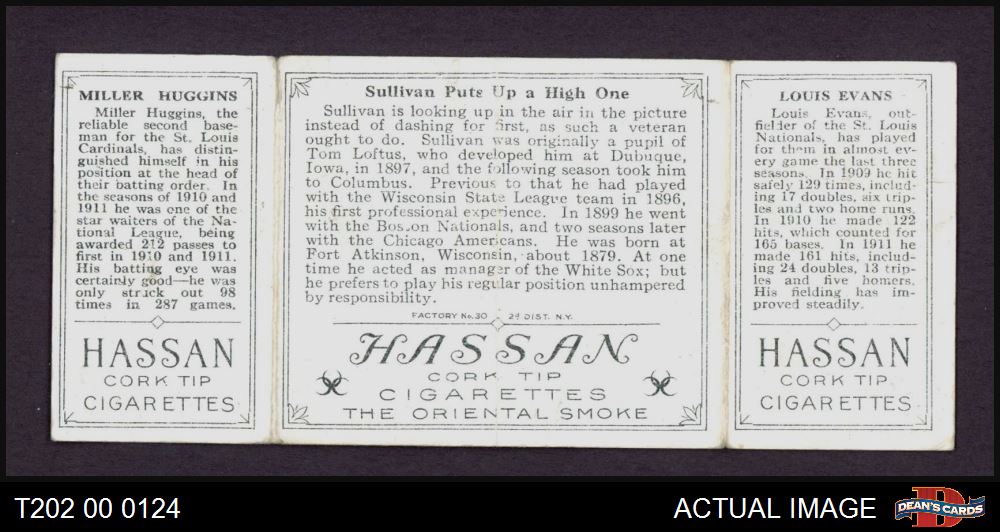 MILLER HUGGINS
Miller Huggins, the
reliable second base-
man for the St. Louis
Cardinals, has distin-
guished himself in his
position at the head of
their batting order. In
the seasons of 1910 and
1911 he was one of the
star waiters of the Na-
tional League, being
awarded 212 passes to
first in 1910 and 1911.
His batting eye was
certainly good—he was
only struck out 98
times in 287 games.
HASSAN
CORK TIP
CIGARETTES
Sullivan Puts Up a High One
Sullivan is looking up in the air in the picture
instead of dashing for first, as such a veteran
ought to do. Sullivan was originally a pupil of
Tom Loftus, who developed him at Dubuque,
Iowa, in 1897, and the following season took him
to Columbus. Previous to that he had played
with the Wisconsin State League team in 1896,
his first professional experience. In 1899 he went
with the Boston Nationals, and two seasons later
with the Chicago Americans. He was born at
Fort Atkinson, Wisconsin, about 1879. At one
time he acted as manager of the White Sox; but
he prefers to play his regular position unhampered
by responsibility.
FACTORY No. 30 2d DIST. N.Y.
HASSAN
CORK TIP
CIGARETTES
THE ORIENTAL SMOKE
LOUIS EVANS
Louis Evans, out-
fielder of the St. Louis
Nationals, has played
for them in almost ev-
ery game the last three
seasons. In 1909 he hit
safely 129 times, includ-
ing 17 doubles, six trip-
les and two home runs.
In 1910 he made 122
hits, which counted for
165 bases. In 1911 he
made 161 hits, includ-
ing 24 doubles, 13 trip-
les and five homers.
His fielding has im-
proved steadily.
HASSAN
CORK TIP
CIGARETTES
T202 00 0124
ACTUAL IMAGE
DEAN'S CARDS